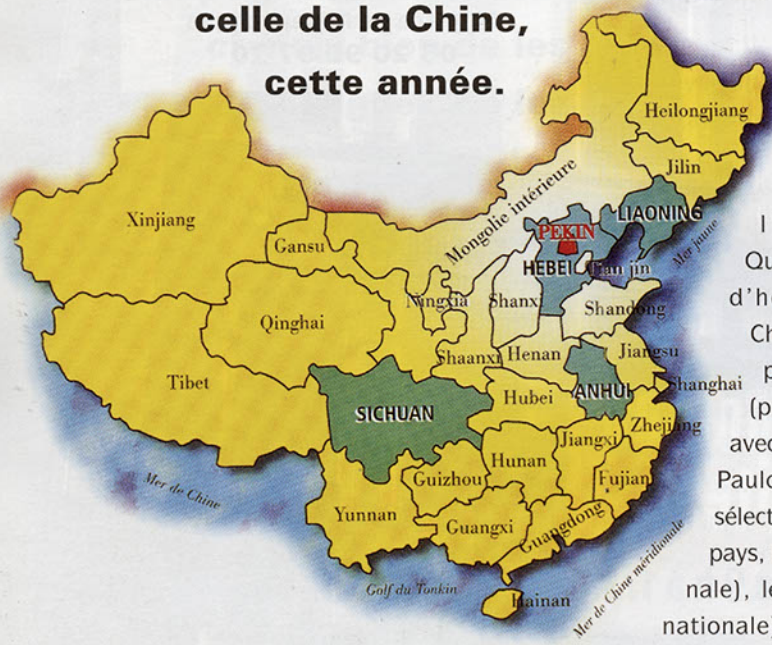 celle de la Chine,
cette année.
Heilongjiang
Jilin
Mongolie intérieure
LIAONING
Xinjiang
Gansu
PEKIN
Mer jaune
HEBEI
Tian jin
Ningxia
Shanxi
Shandong
Qinghai
Shaanxi
Henan
Jiangsu
Tibet
SICHUAN
Hubei
ANHUI
Shanghai
Zhejiang
Jiangxi
Hunan
Guizhou
Fujian
Mer de Chine
Yunnan
Guangxi
Guangdong
Golf du Tonkin
Hainan
Mer de Chine méridionale
I
Qu
d'hu
Ch
p
(p
avec
Paulo
sélect
pays,
nale), le
nationale)